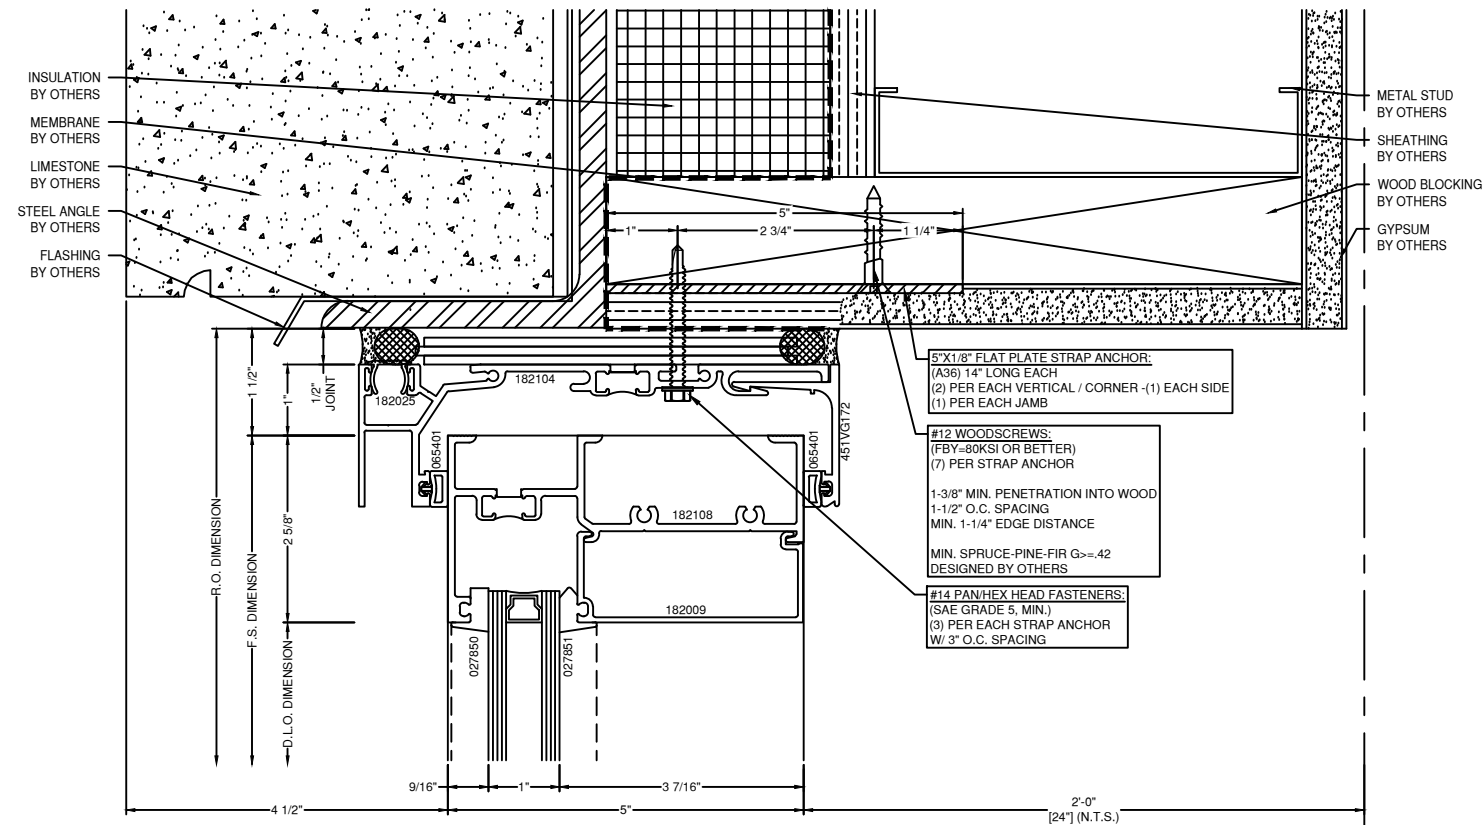 INSULATION
BY OTHERS
MEMBRANE
BY OTHERS
LIMESTONE
BY OTHERS
STEEL ANGLE
BY OTHERS
FLASHING
BY OTHERS
METAL STUD
BY OTHERS
SHEATHING
BY OTHERS
WOOD BLOCKING
BY OTHERS
GYPSUM
BY OTHERS
5"
1"
2 3/4"
1 1/4"
1 1/2"
1"
1/2"
JOINT
182025
182104
451VG172
065401
065401
2 5/8"
R.O. DIMENSION
F.S. DIMENSION
D.L.O. DIMENSION
182108
182009
027850
027851
5"X1/8" FLAT PLATE STRAP ANCHOR:
(A36) 14" LONG EACH
(2) PER EACH VERTICAL / CORNER -(1) EACH SIDE
(1) PER EACH JAMB
#12 WOODSCREWS:
(FBY=80KSI OR BETTER)
(7) PER STRAP ANCHOR
1-3/8" MIN. PENETRATION INTO WOOD
1-1/2" O.C. SPACING
MIN. 1-1/4" EDGE DISTANCE
MIN. SPRUCE-PINE-FIR G>=.42
DESIGNED BY OTHERS
#14 PAN/HEX HEAD FASTENERS:
(SAE GRADE 5, MIN.)
(3) PER EACH STRAP ANCHOR
W/ 3" O.C. SPACING
9/16"
1"
3 7/16"
4 1/2"
5"
2'-0"
[24"] (N.T.S.)